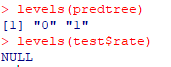 > levels(predtree)
[1] "0" "1"
> levels(test$rate)
NULL